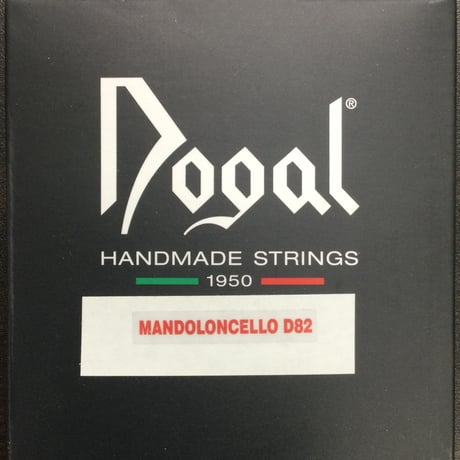 Dogal®
HANDMADE STRINGS
1950
MANDOLONCELLO D82